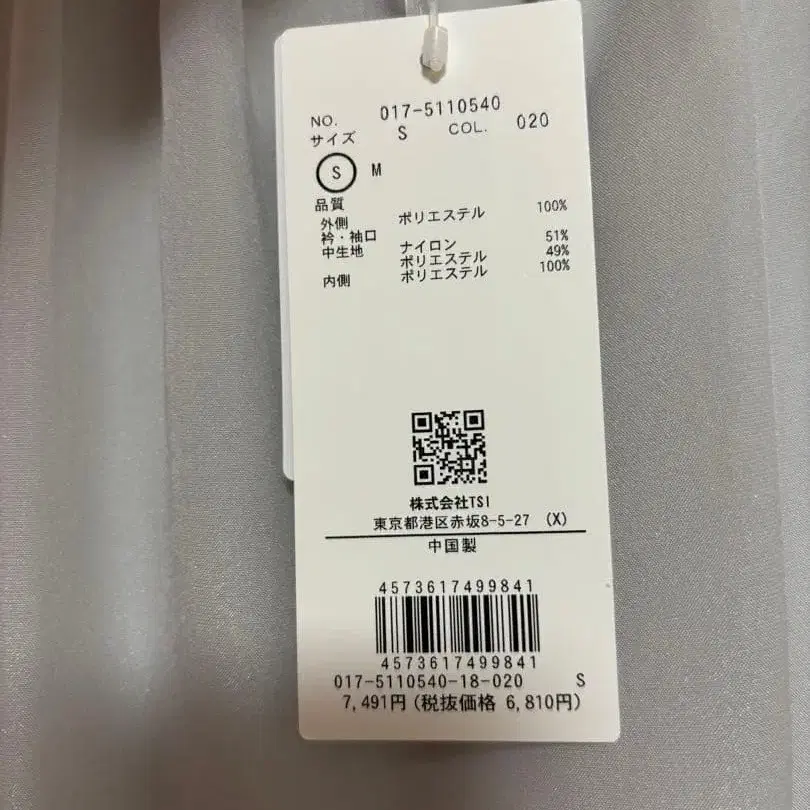 NO. 017-5110540
サイズ S COL. 020
S M
品質
外側 ポリエステル 100%
衿・袖口
中生地 ナイロン 51%
ポリエステル 49%
内側 ポリエステル 100%
株式会社TSI
東京都港区赤坂8-5-27 (X)
中国製
4573617499841
4573617499841
017-5110540-18-020 S
7,491円(税抜価格 6,810円)